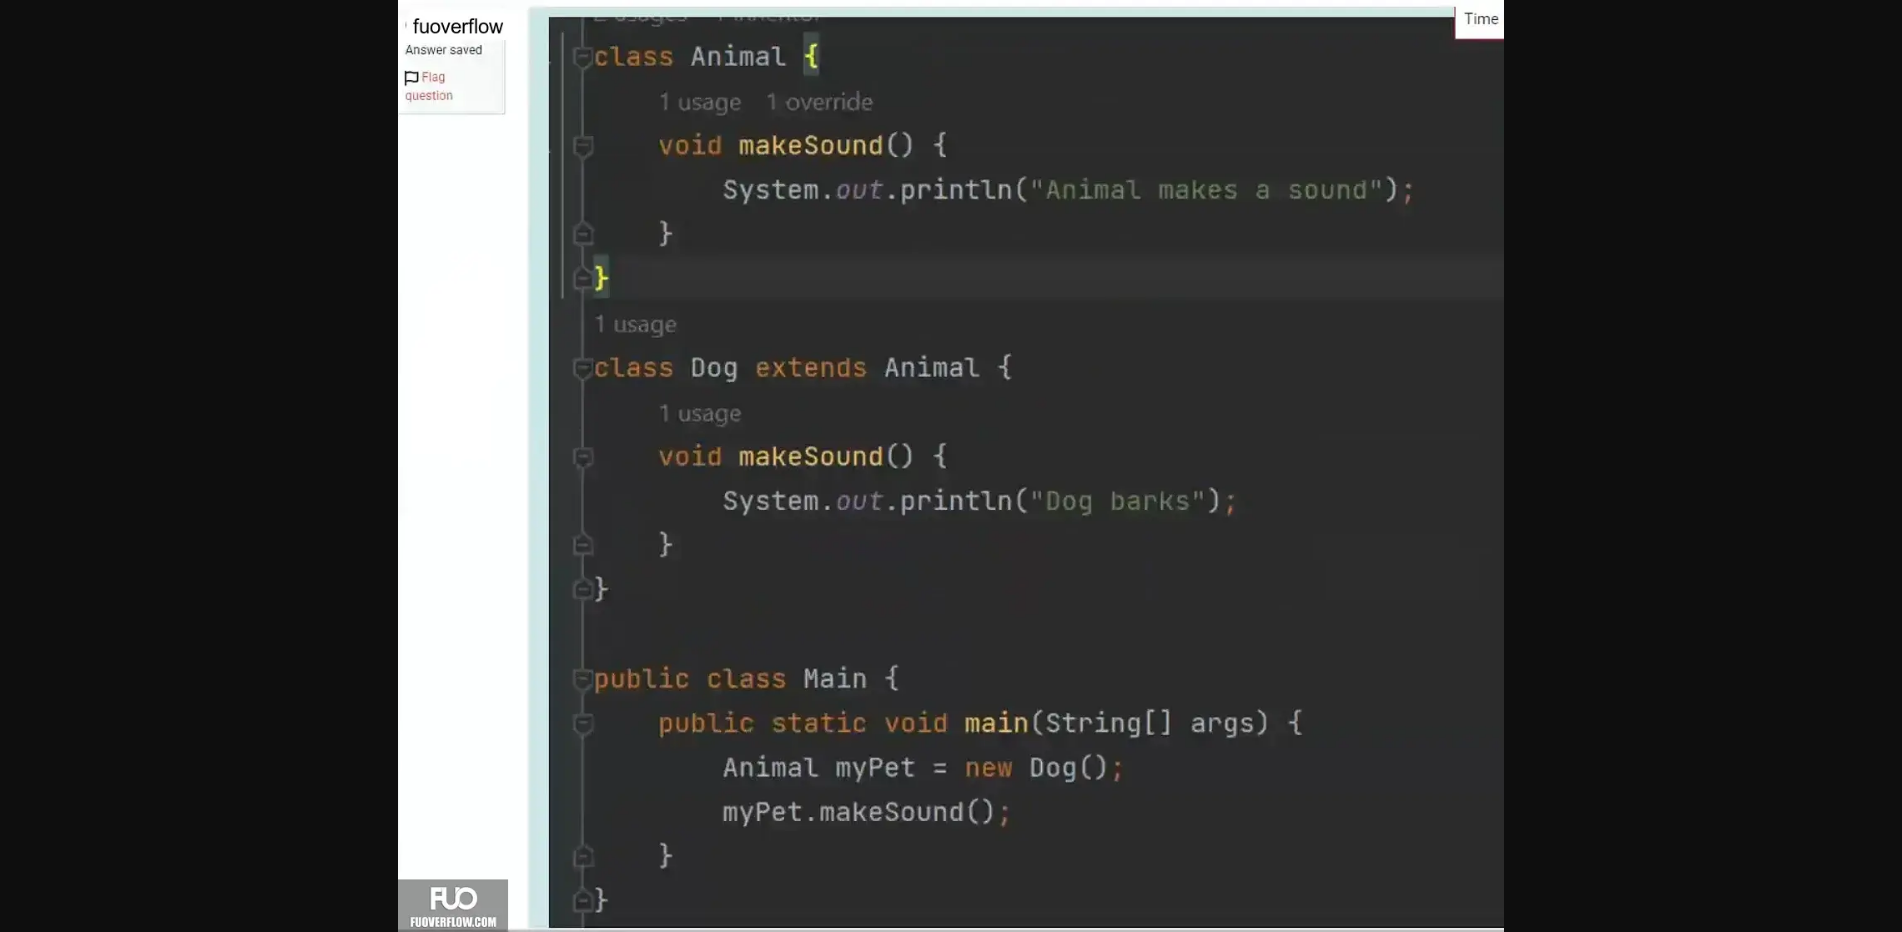 fuoverflow
Answer saved
Flag
question
Time
class Animal {
1 usage 1 override
void makeSound() {
System.out.println("Animal makes a sound");
}
}
1 usage
class Dog extends Animal {
1 usage
void makeSound() {
System.out.println("Dog barks");
}
}
public class Main {
public static void main(String[] args) {
Animal myPet = new Dog();
myPet.makeSound();
}
}
FUO
FUOVERFLOW.COM